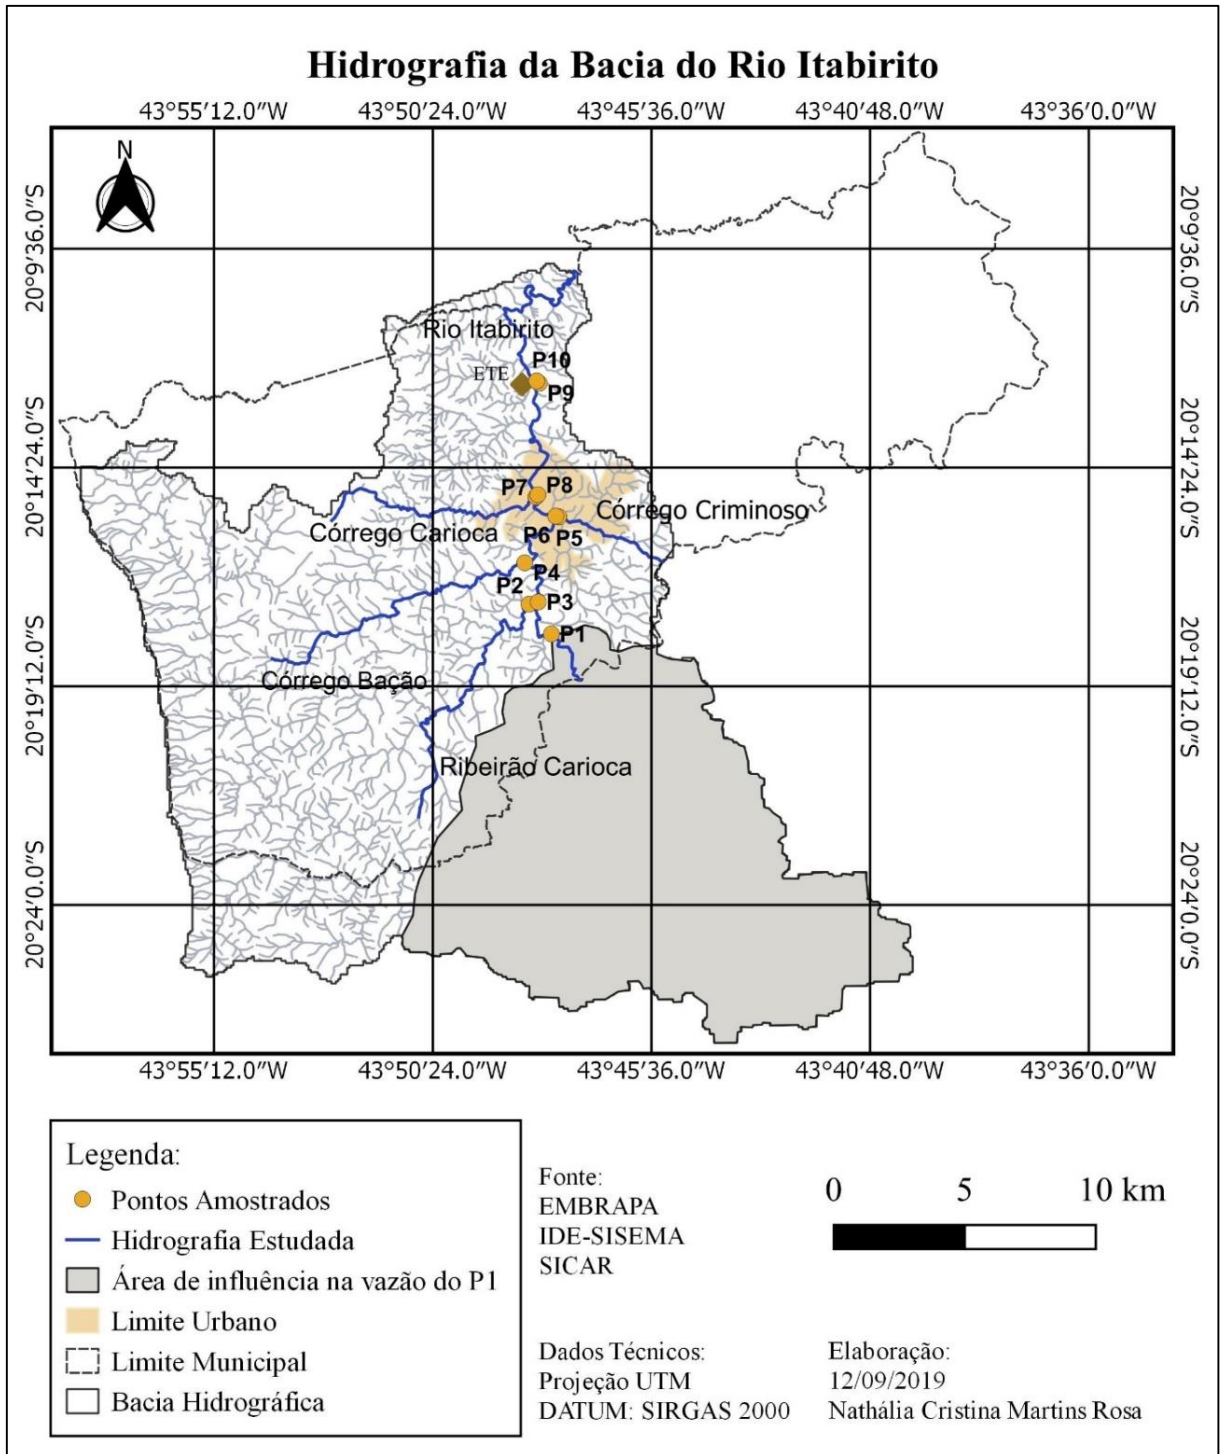 Hidrografia da Bacia do Rio Itabirito
43°55'12.0"W 43°50'24.0"W 43°45'36.0"W 43°40'48.0"W 43°36'0.0"W
N
20°9'36.0"S
20°9'36.0"S
Rio Itabirito
P10
ETE
P9
20°14'24.0"S
20°14'24.0"S
P7
P8
Córrego Criminoso
Córrego Carioca
P6
P5
P2
P4
P3
P1
20°19'12.0"S
20°19'12.0"S
Córrego Bação
Ribeirão Carioca
20°24'0.0"S
20°24'0.0"S
43°55'12.0"W 43°50'24.0"W 43°45'36.0"W 43°40'48.0"W 43°36'0.0"W
Legenda:
Pontos Amostrados
Hidrografia Estudada
Área de influência na vazão do P1
Limite Urbano
Limite Municipal
Bacia Hidrográfica
Fonte:
EMBRAPA
IDE-SISEMA
SICAR
0 5 10 km
Dados Técnicos:
Projeção UTM
DATUM: SIRGAS 2000
Elaboração:
12/09/2019
Nathália Cristina Martins Rosa